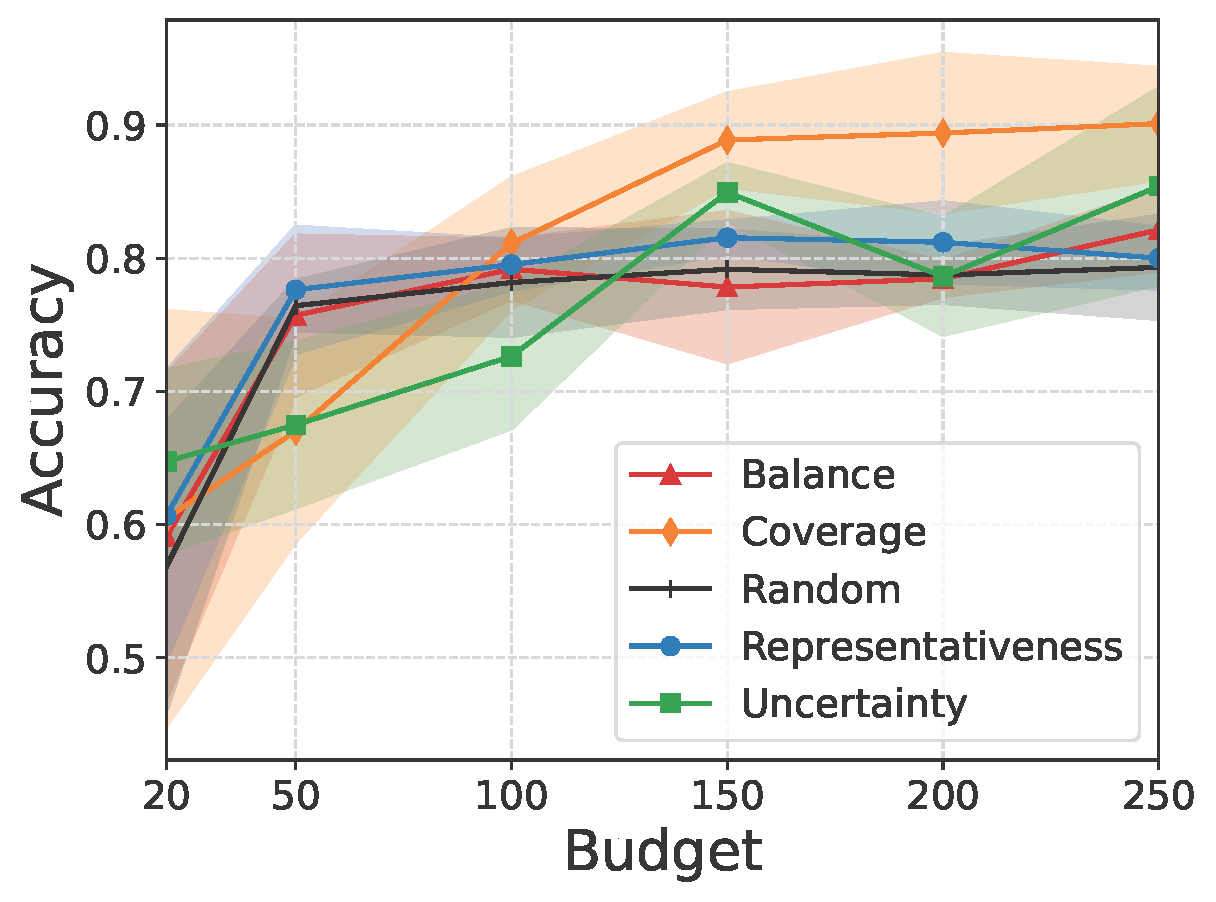 Accuracy
0.9
0.8
0.7
0.6
0.5
Balance
Coverage
Random
Representativeness
Uncertainty
20 50 100 150 200 250
Budget